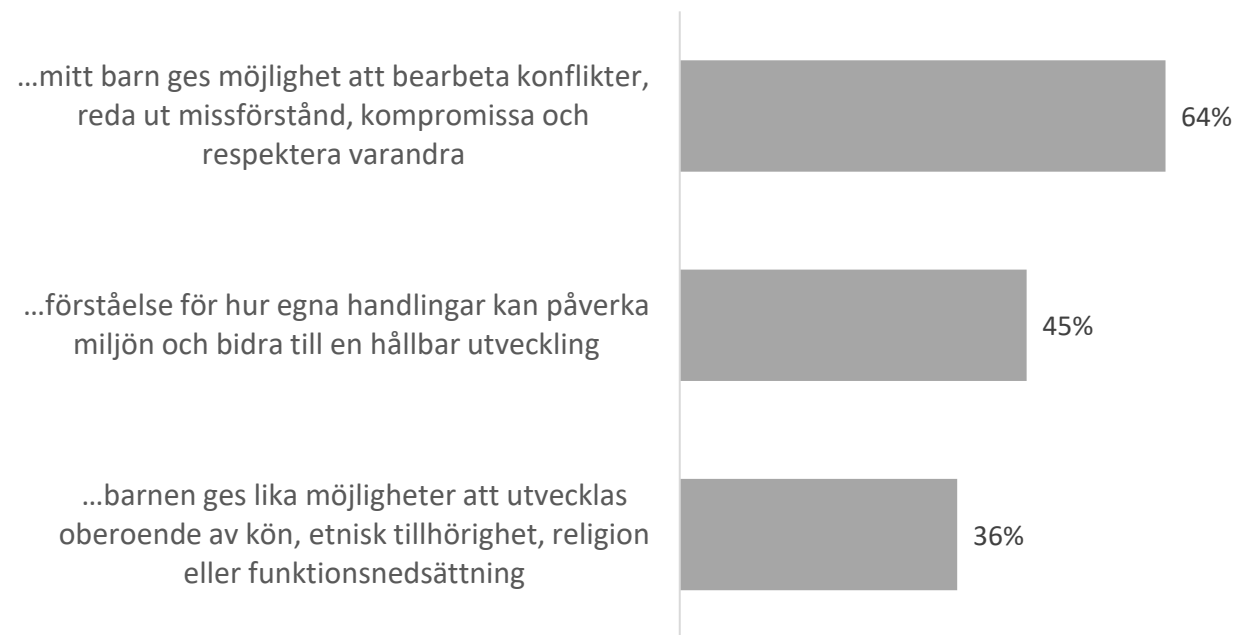 …mitt barn ges möjlighet att bearbeta konflikter,
reda ut missförstånd, kompromissa och
respektera varandra
64%
…förståelse för hur egna handlingar kan påverka
miljön och bidra till en hållbar utveckling
45%
…barnen ges lika möjligheter att utvecklas
oberoende av kön, etnisk tillhörighet, religion
eller funktionsnedsättning
36%